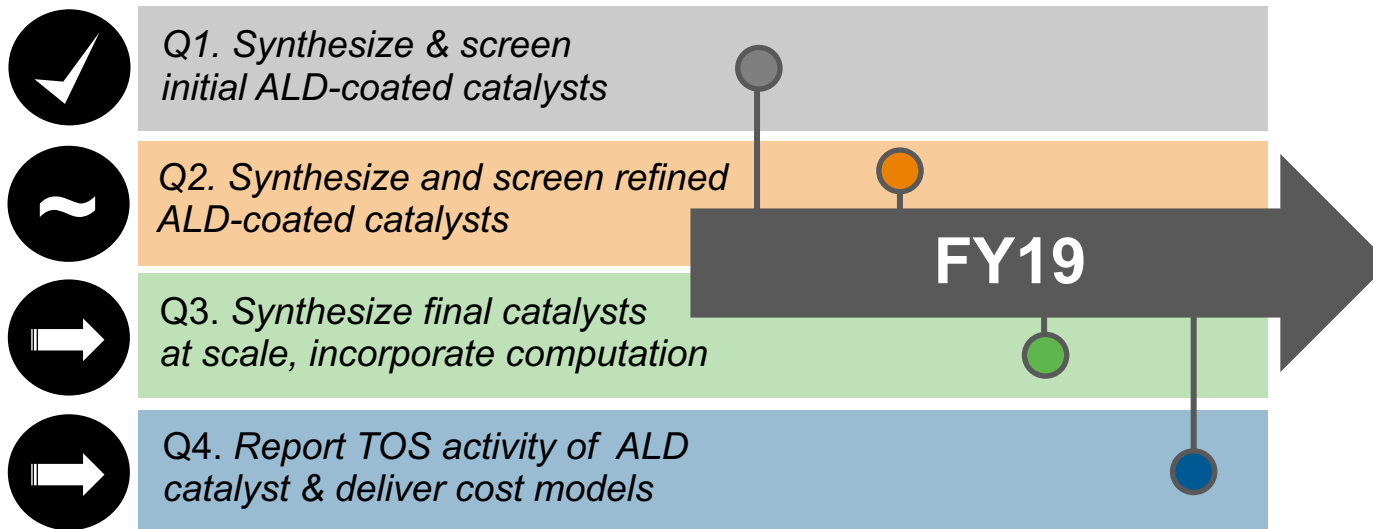 Q1. Synthesize & screen
initial ALD-coated catalysts
Q2. Synthesize and screen refined
ALD-coated catalysts
FY19
Q3. Synthesize final catalysts
at scale, incorporate computation
Q4. Report TOS activity of ALD
catalyst & deliver cost models